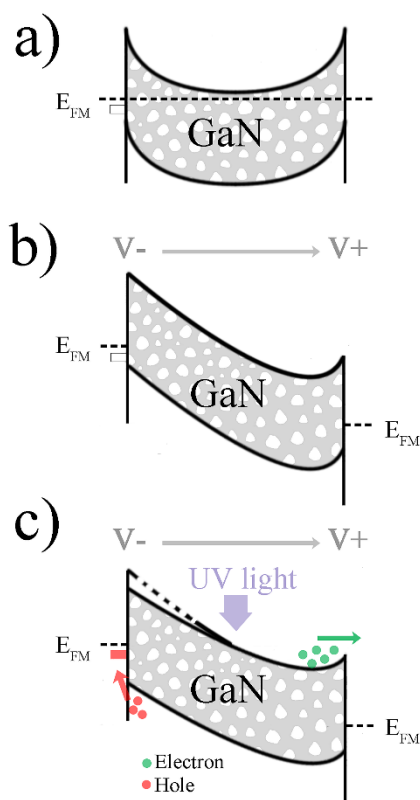 a)
E_FM
GaN
b)
V- V+
E_FM
GaN
E_FM
c)
V- V+
UV light
E_FM
GaN
E_FM
Electron
Hole